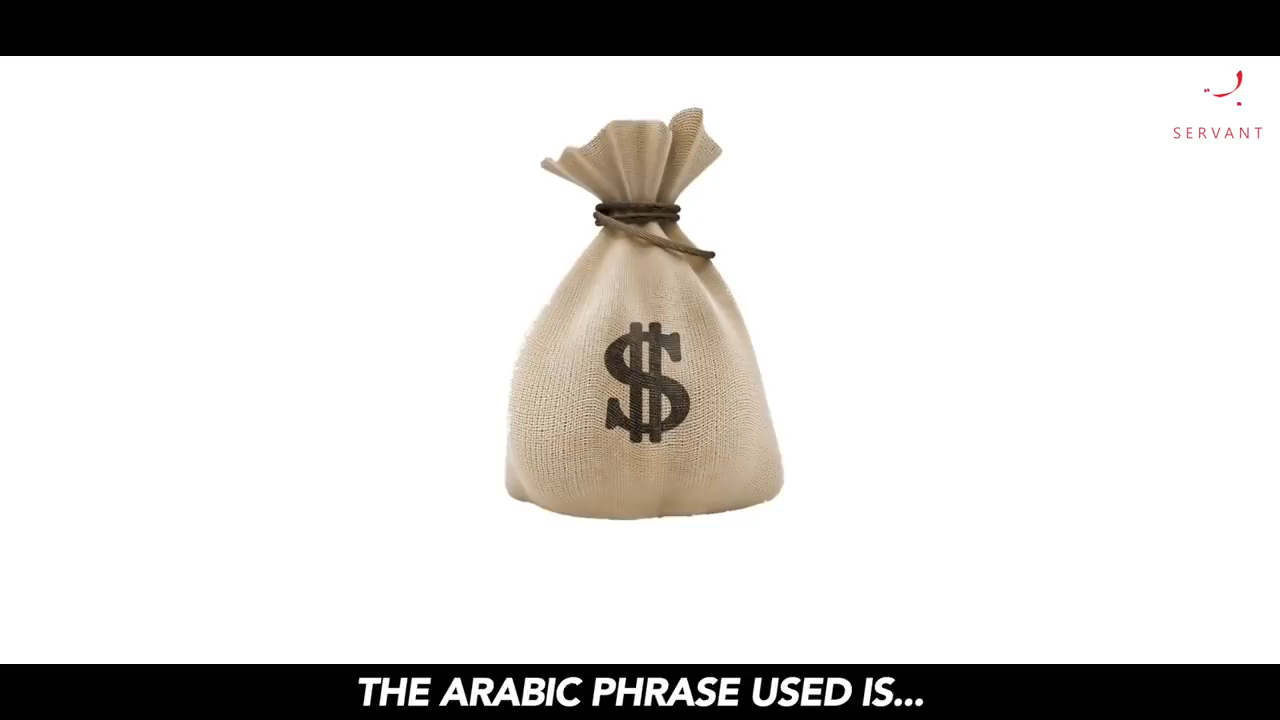 SERVANT
$
THE ARABIC PHRASE USED IS...